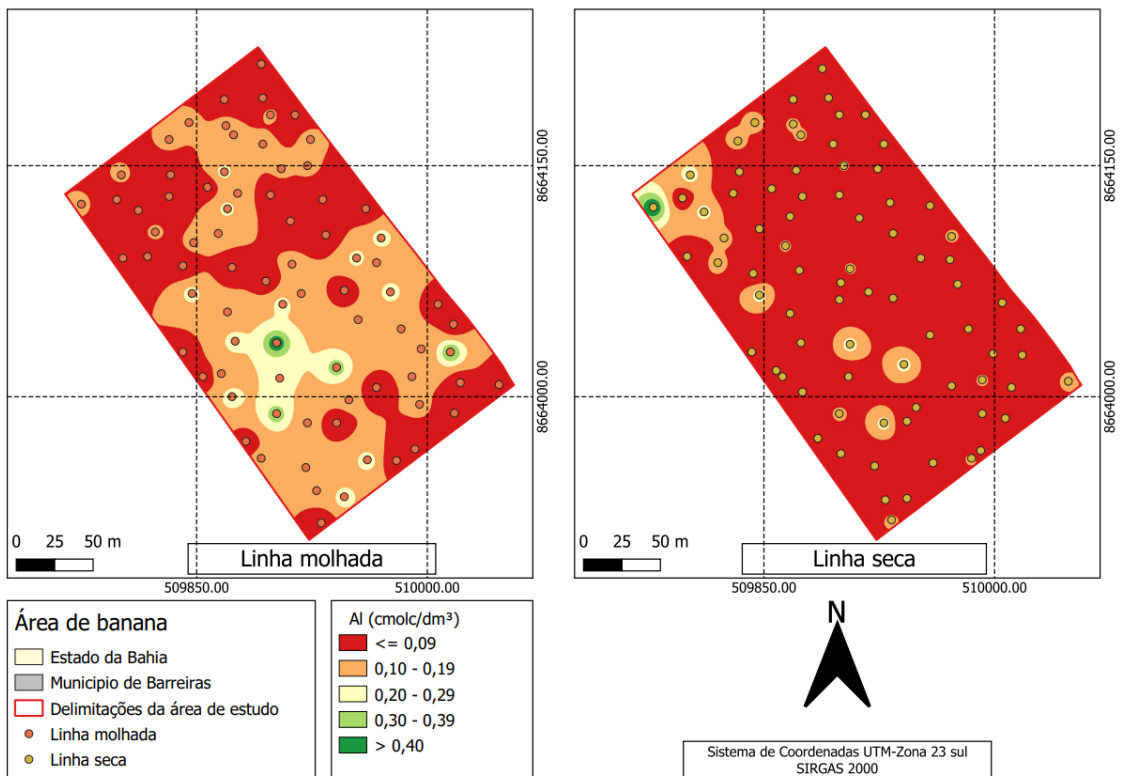 8664150.00
8664000.00
8664150.00
8664000.00
0 25 50 m
Linha molhada
0 25 50 m
Linha seca
509850.00
510000.00
509850.00
510000.00
Área de banana
Estado da Bahia
Municipio de Barreiras
Delimitações da área de estudo
Linha molhada
Linha seca
Al (cmolc/dm³)
<= 0,09
0,10 - 0,19
0,20 - 0,29
0,30 - 0,39
> 0,40
N
Sistema de Coordenadas UTM-Zona 23 sul
SIRGAS 2000